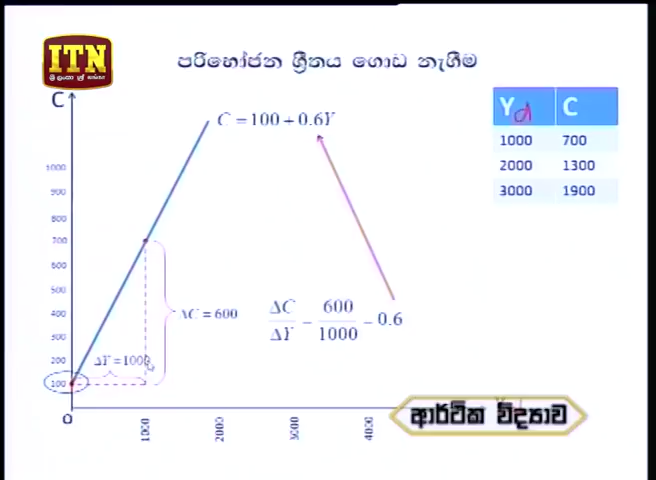 ITN
ශ්‍රී ලංකා ප්‍රේක්ෂකයා
පරිභෝජන ශ්‍රීතය ගොඩ නැගීම
C
C = 100 + 0.6Y
Yd C
1000 700
2000 1300
3000 1900
1000
900
800
700
600
500
400
300
200
100
ΔC = 600
ΔC/ΔY = 600/1000 = 0.6
ΔY = 1000
O
1000 2000 3000 4000
ආර්ථික විද්‍යාව